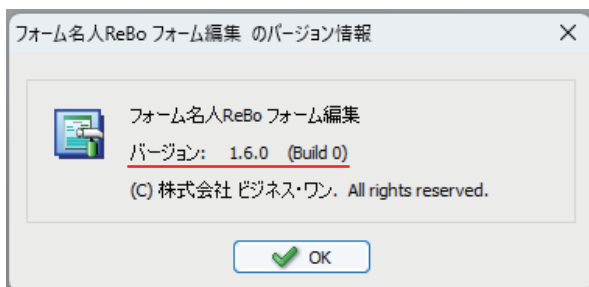 フォーム名人ReBo フォーム編集 のバージョン情報
フォーム名人ReBo フォーム編集
バージョン: 1.6.0 (Build 0)
(C) 株式会社 ビジネス・ワン. All rights reserved.
OK